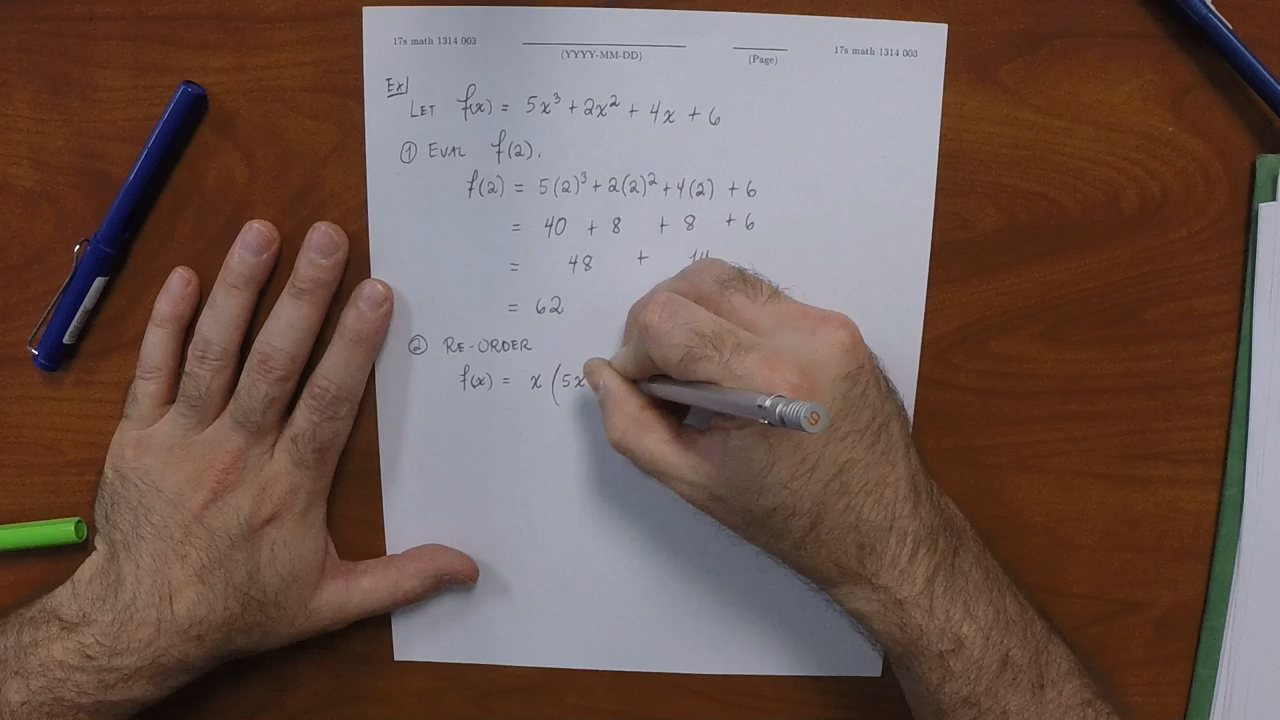 17s math 1314 003 (YYYY-MM-DD) (Page) 17s math 1314 003
Ex
LET f(x) = 5x³ + 2x² + 4x + 6
① EVAL f(2).
f(2) = 5(2)³ + 2(2)² + 4(2) + 6
= 40 + 8 + 8 + 6
= 48 +
= 62
② RE-ORDER
f(x) = x (5x